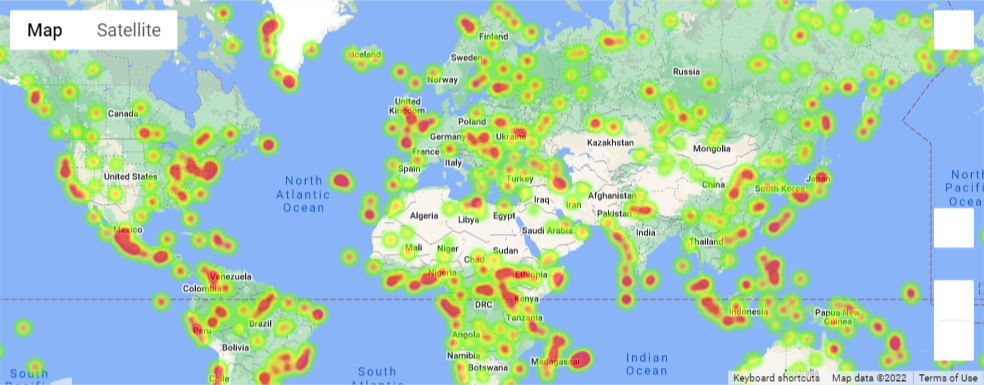 Map
Satellite
Iceland
Finland
Sweden
Norway
Russia
United
Kingdom
Canada
Poland
Germany
Ukraine
France
Kazakhstan
Mongolia
Italy
Spain
United States
North
Atlantic
Ocean
Turkey
China
South Korea
Japan
North
Pacific
Ocea
Iraq
Iran
Afghanistan
Pakistan
Algeria
Libya
Egypt
Saudi Arabia
India
Mexico
Mali
Niger
Sudan
Chad
Thailand
Nigeria
Ethiopia
Venezuela
Colombia
DRC
Kenya
Tanzania
Indonesia
Papua New
Guinea
Peru
Brazil
Angola
Bolivia
Namibia
Botswana
Madagascar
Indian
Ocean
South
Pacifi
Chile
South
Atlantic
Keyboard shortcuts
Map data ©2022
Terms of Use